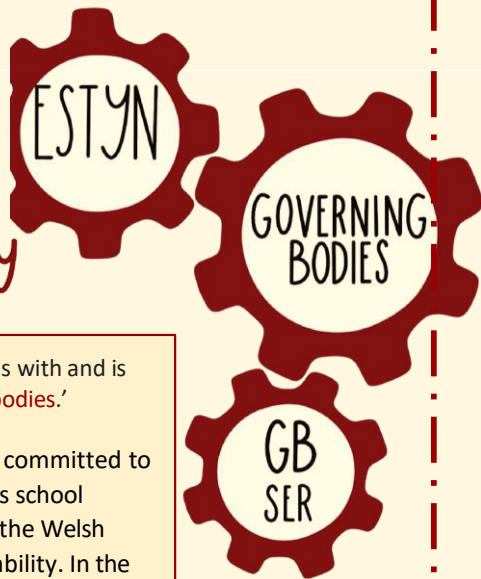 ESTYN
GOVERNING
BODIES
y
s with and is
bodies.’
committed to
s school
the Welsh
ability. In the
GB
SER